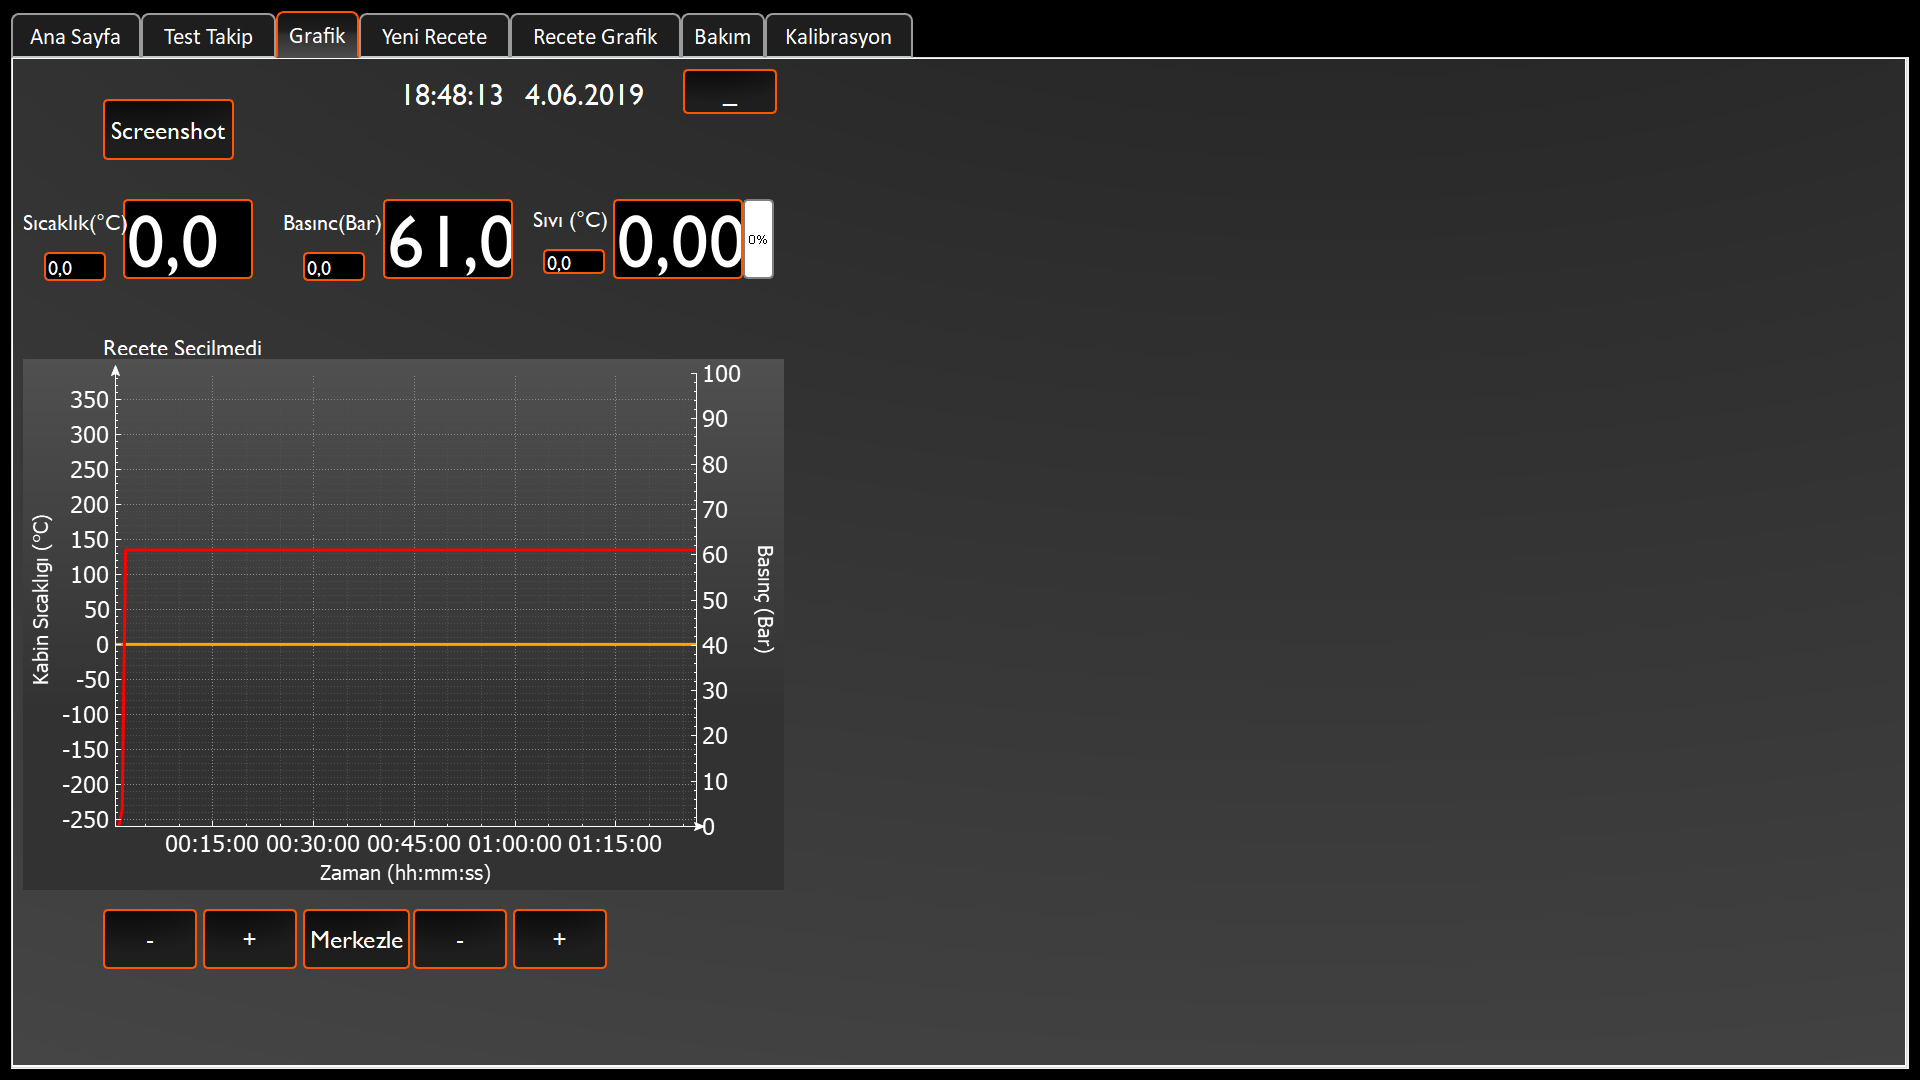 Ana Sayfa Test Takip Grafik Yeni Recete Recete Grafik Bakım Kalibrasyon
18:48:13 4.06.2019 _
Screenshot
Sıcaklık(°C) 0,0 Basınc(Bar) 61,0 Sıvı (°C) 0,00 0%
0,0 0,0 0,0
Recete Secilmedi
100
350
90
300
80
250
200
70
150
60
100
50
50
0
40
-50
30
-100
20
-150
-200
10
-250
0
Kabin Sıcaklıgı (°C)
Basınç (Bar)
00:15:00 00:30:00 00:45:00 01:00:00 01:15:00
Zaman (hh:mm:ss)
- + Merkezle - +